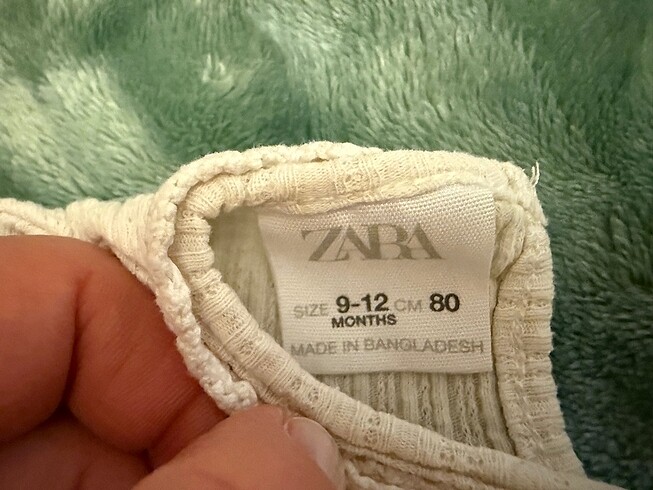 ZARA
SIZE 9-12 CM 80
MONTHS
MADE IN BANGLADESH